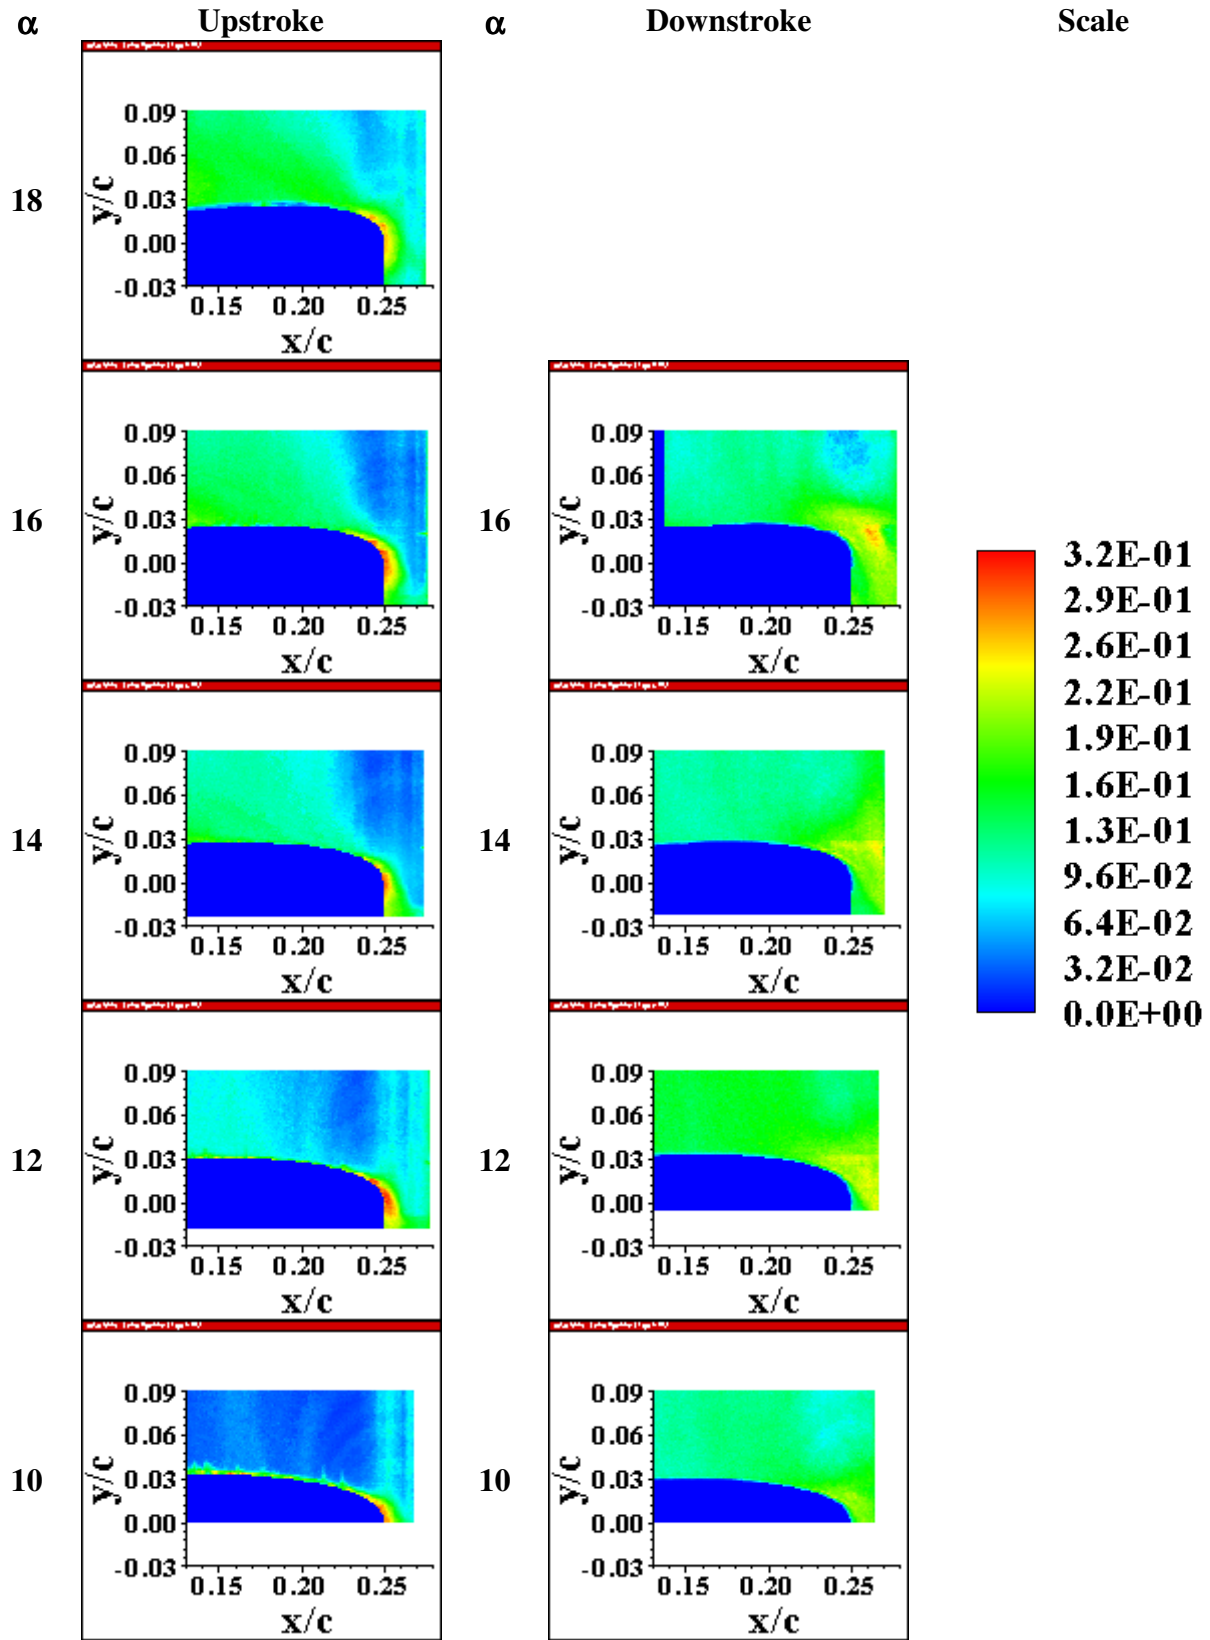 α Upstroke α Downstroke Scale
18
y/c
0.09
0.06
0.03
0.00
-0.03
0.15 0.20 0.25
x/c
16
y/c
0.09
0.06
0.03
0.00
-0.03
0.15 0.20 0.25
x/c
16
y/c
0.09
0.06
0.03
0.00
-0.03
0.15 0.20 0.25
x/c
14
y/c
0.09
0.06
0.03
0.00
-0.03
0.15 0.20 0.25
x/c
14
y/c
0.09
0.06
0.03
0.00
-0.03
0.15 0.20 0.25
x/c
12
y/c
0.09
0.06
0.03
0.00
-0.03
0.15 0.20 0.25
x/c
12
y/c
0.09
0.06
0.03
0.00
-0.03
0.15 0.20 0.25
x/c
10
y/c
0.09
0.06
0.03
0.00
-0.03
0.15 0.20 0.25
x/c
10
y/c
0.09
0.06
0.03
0.00
-0.03
0.15 0.20 0.25
x/c
3.2E-01
2.9E-01
2.6E-01
2.2E-01
1.9E-01
1.6E-01
1.3E-01
9.6E-02
6.4E-02
3.2E-02
0.0E+00